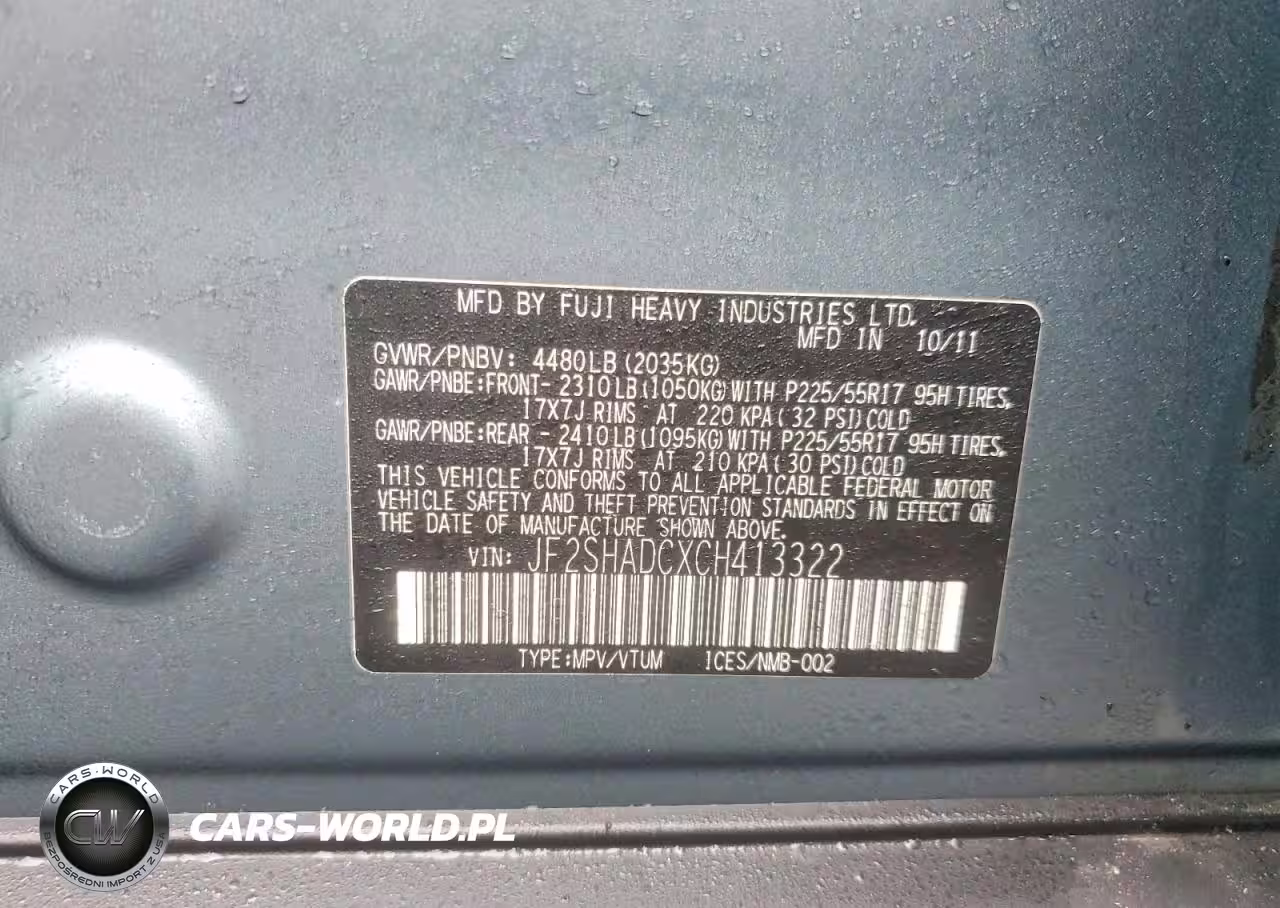 MFD BY FUJI HEAVY INDUSTRIES LTD.
MFD IN 10/11
GVWR/PNBV: 4480LB (2035KG)
GAWR/PNBE:FRONT- 2310LB(1050KG)WITH P225/55R17 95H TIRES,
17X7J RIMS AT 220 KPA( 32 PSI)COLD
GAWR/PNBE:REAR - 2410LB(1095KG)WITH P225/55R17 95H TIRES,
17X7J RIMS AT 210 KPA( 30 PSI)COLD
THIS VEHICLE CONFORMS TO ALL APPLICABLE FEDERAL MOTOR
VEHICLE SAFETY AND THEFT PREVENTION STANDARDS IN EFFECT ON
THE DATE OF MANUFACTURE SHOWN ABOVE.
VIN: JF2SHADCXCH413322
TYPE:MPV/VTUM ICES/NMB-002
CARS-WORLD
CW
BEZPOŚREDNI IMPORT Z USA
CARS-WORLD.PL